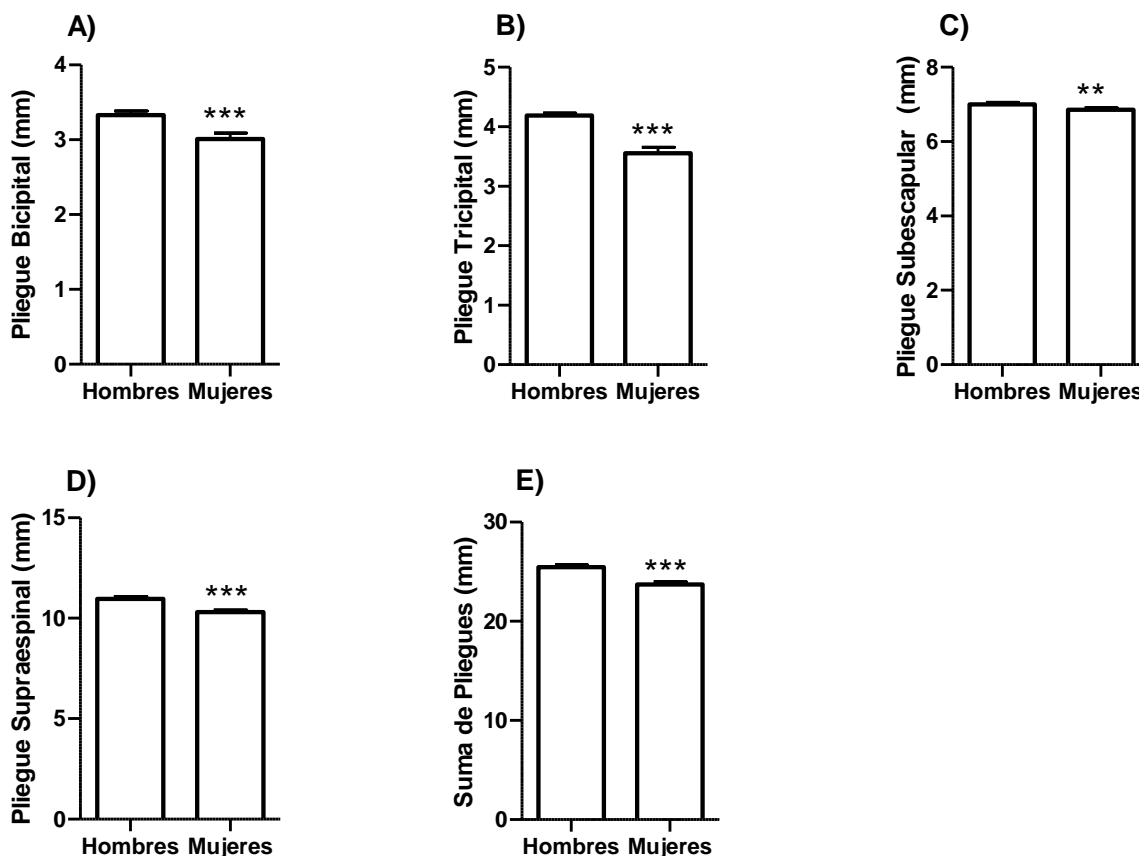 A)
Pliegue Bicipital (mm)
4
3
2
1
0
***
Hombres Mujeres
B)
Pliegue Tricipital (mm)
5
4
3
2
1
0
***
Hombres Mujeres
C)
Pliegue Subescapular (mm)
8
6
4
2
0
**
Hombres Mujeres
D)
Pliegue Supraespinal (mm)
15
10
5
0
***
Hombres Mujeres
E)
Suma de Pliegues (mm)
30
20
10
0
***
Hombres Mujeres